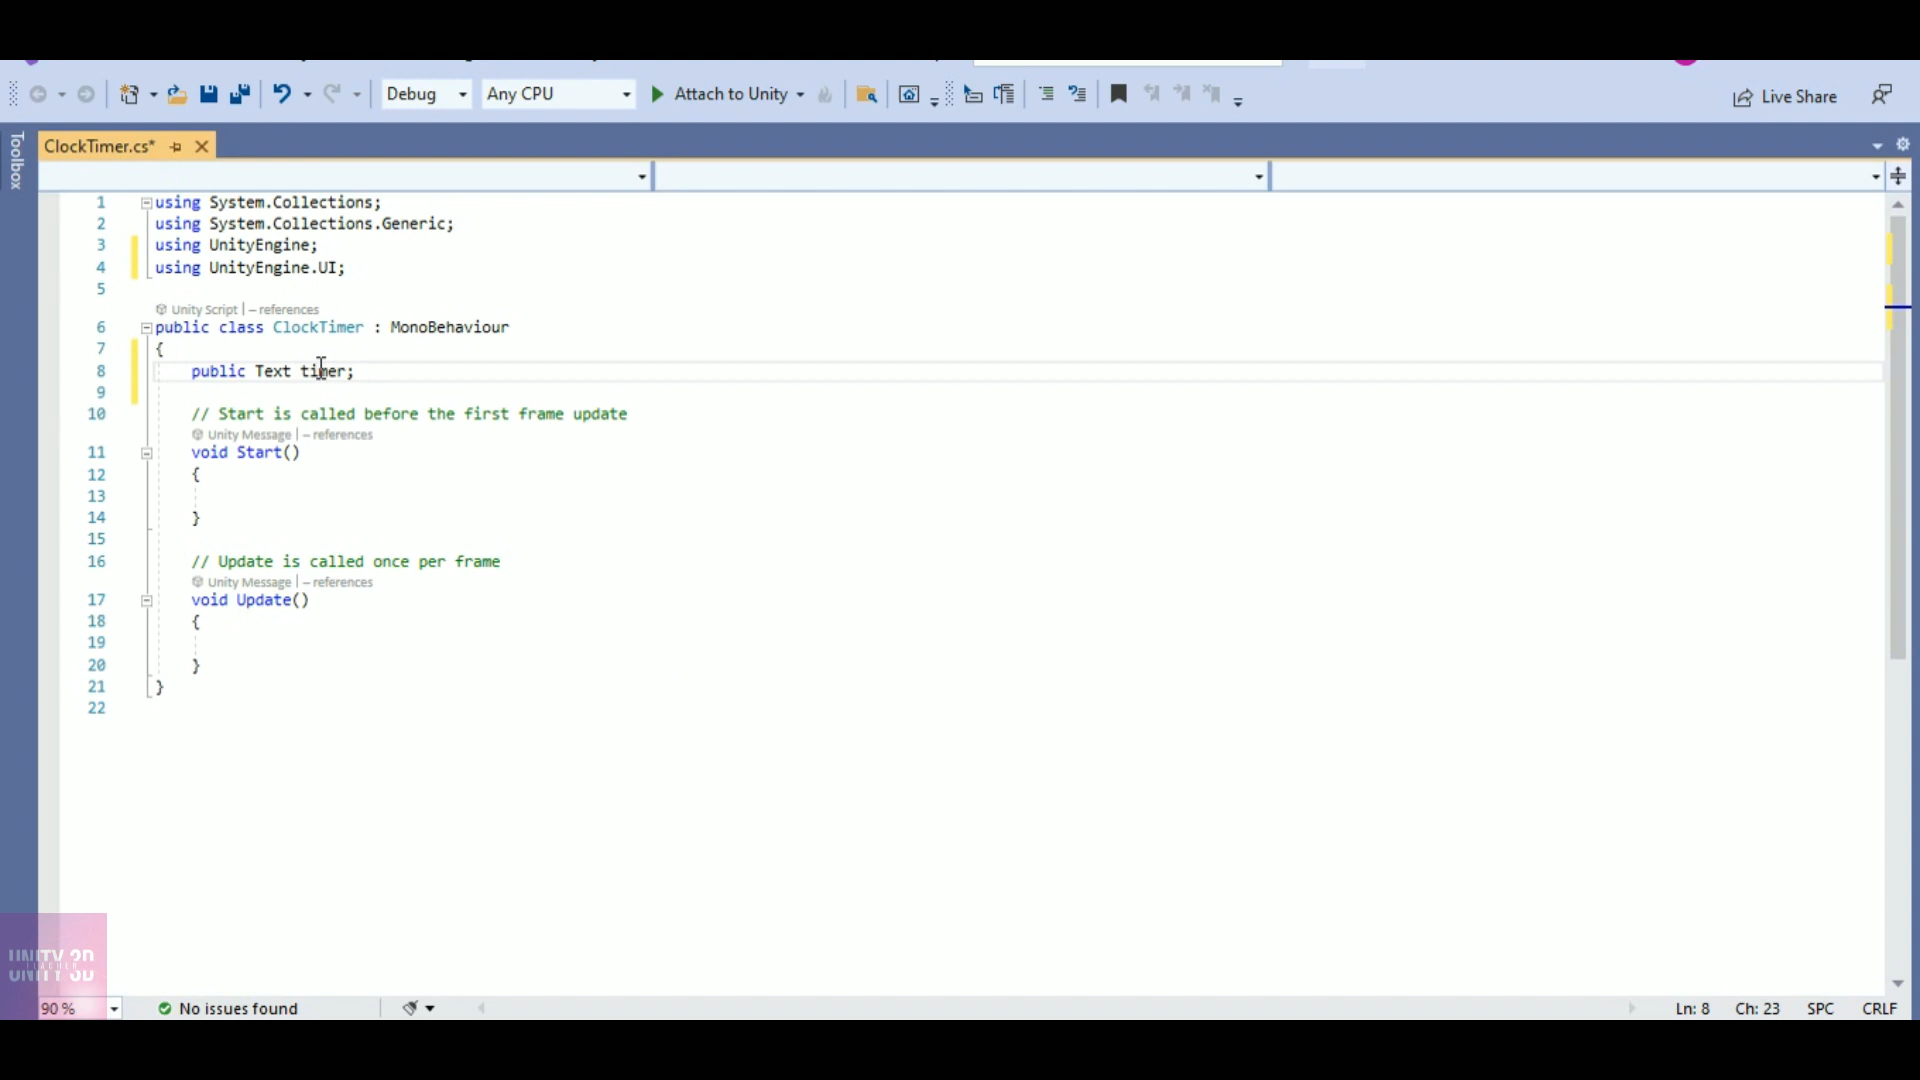 Debug Any CPU Attach to Unity Live Share
Toolbox
ClockTimer.cs*
1 using System.Collections;
2 using System.Collections.Generic;
3 using UnityEngine;
4 using UnityEngine.UI;
5
Unity Script | – references
6 public class ClockTimer : MonoBehaviour
7 {
8 public Text timer;
9
10 // Start is called before the first frame update
Unity Message | – references
11 void Start()
12 {
13
14 }
15
16 // Update is called once per frame
Unity Message | – references
17 void Update()
18 {
19
20 }
21 }
22
UNITY 3D
90 % No issues found Ln: 8 Ch: 23 SPC CRLF